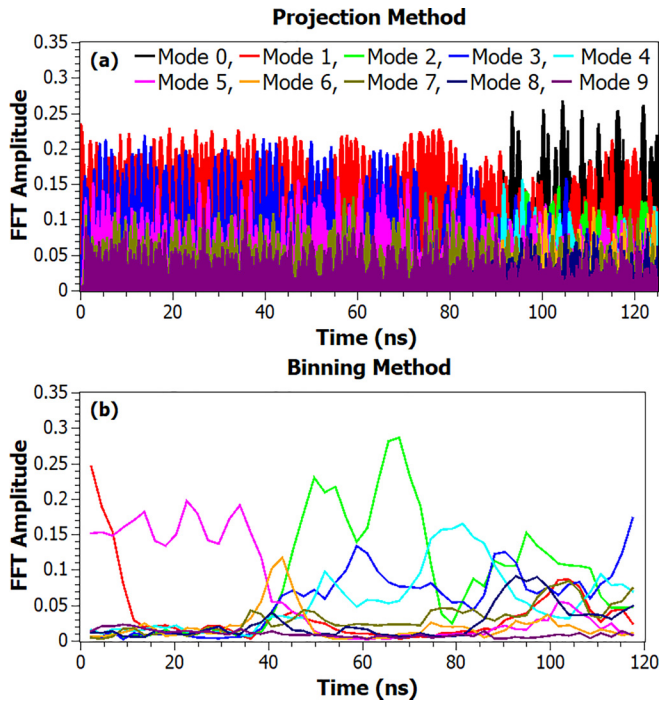 Projection Method
0.35
(a) Mode 0, Mode 1, Mode 2, Mode 3, Mode 4
0.3
Mode 5, Mode 6, Mode 7, Mode 8, Mode 9
0.25
0.2
0.15
0.1
0.05
0
FFT Amplitude
0 20 40 60 80 100 120
Time (ns)
Binning Method
0.35
(b)
0.3
0.25
0.2
0.15
0.1
0.05
0
FFT Amplitude
0 20 40 60 80 100 120
Time (ns)